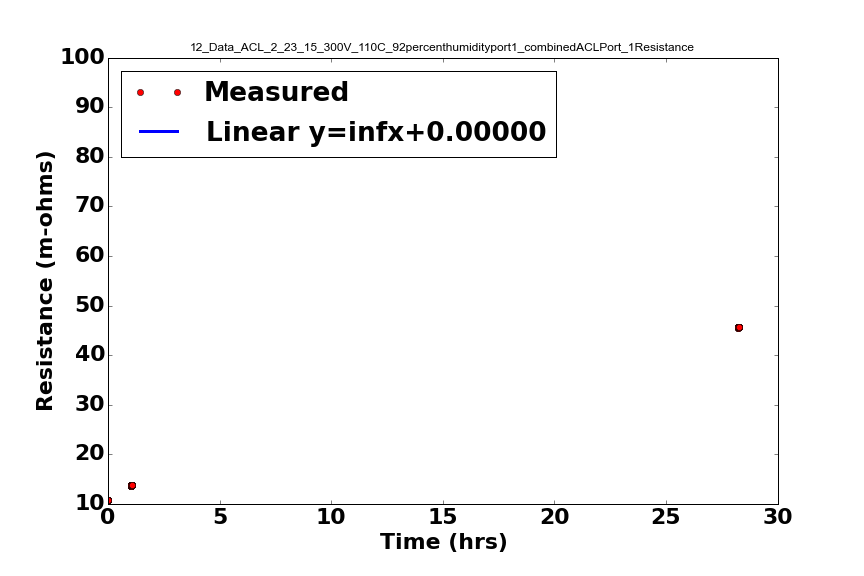 12_Data_ACL_2_23_15_300V_110C_92percenthumidityport1_combinedACLPort_1Resistance
100
90
80
70
60
50
40
30
20
10
Measured
Linear y=infx+0.00000
Resistance (m-ohms)
0 5 10 15 20 25 30
Time (hrs)